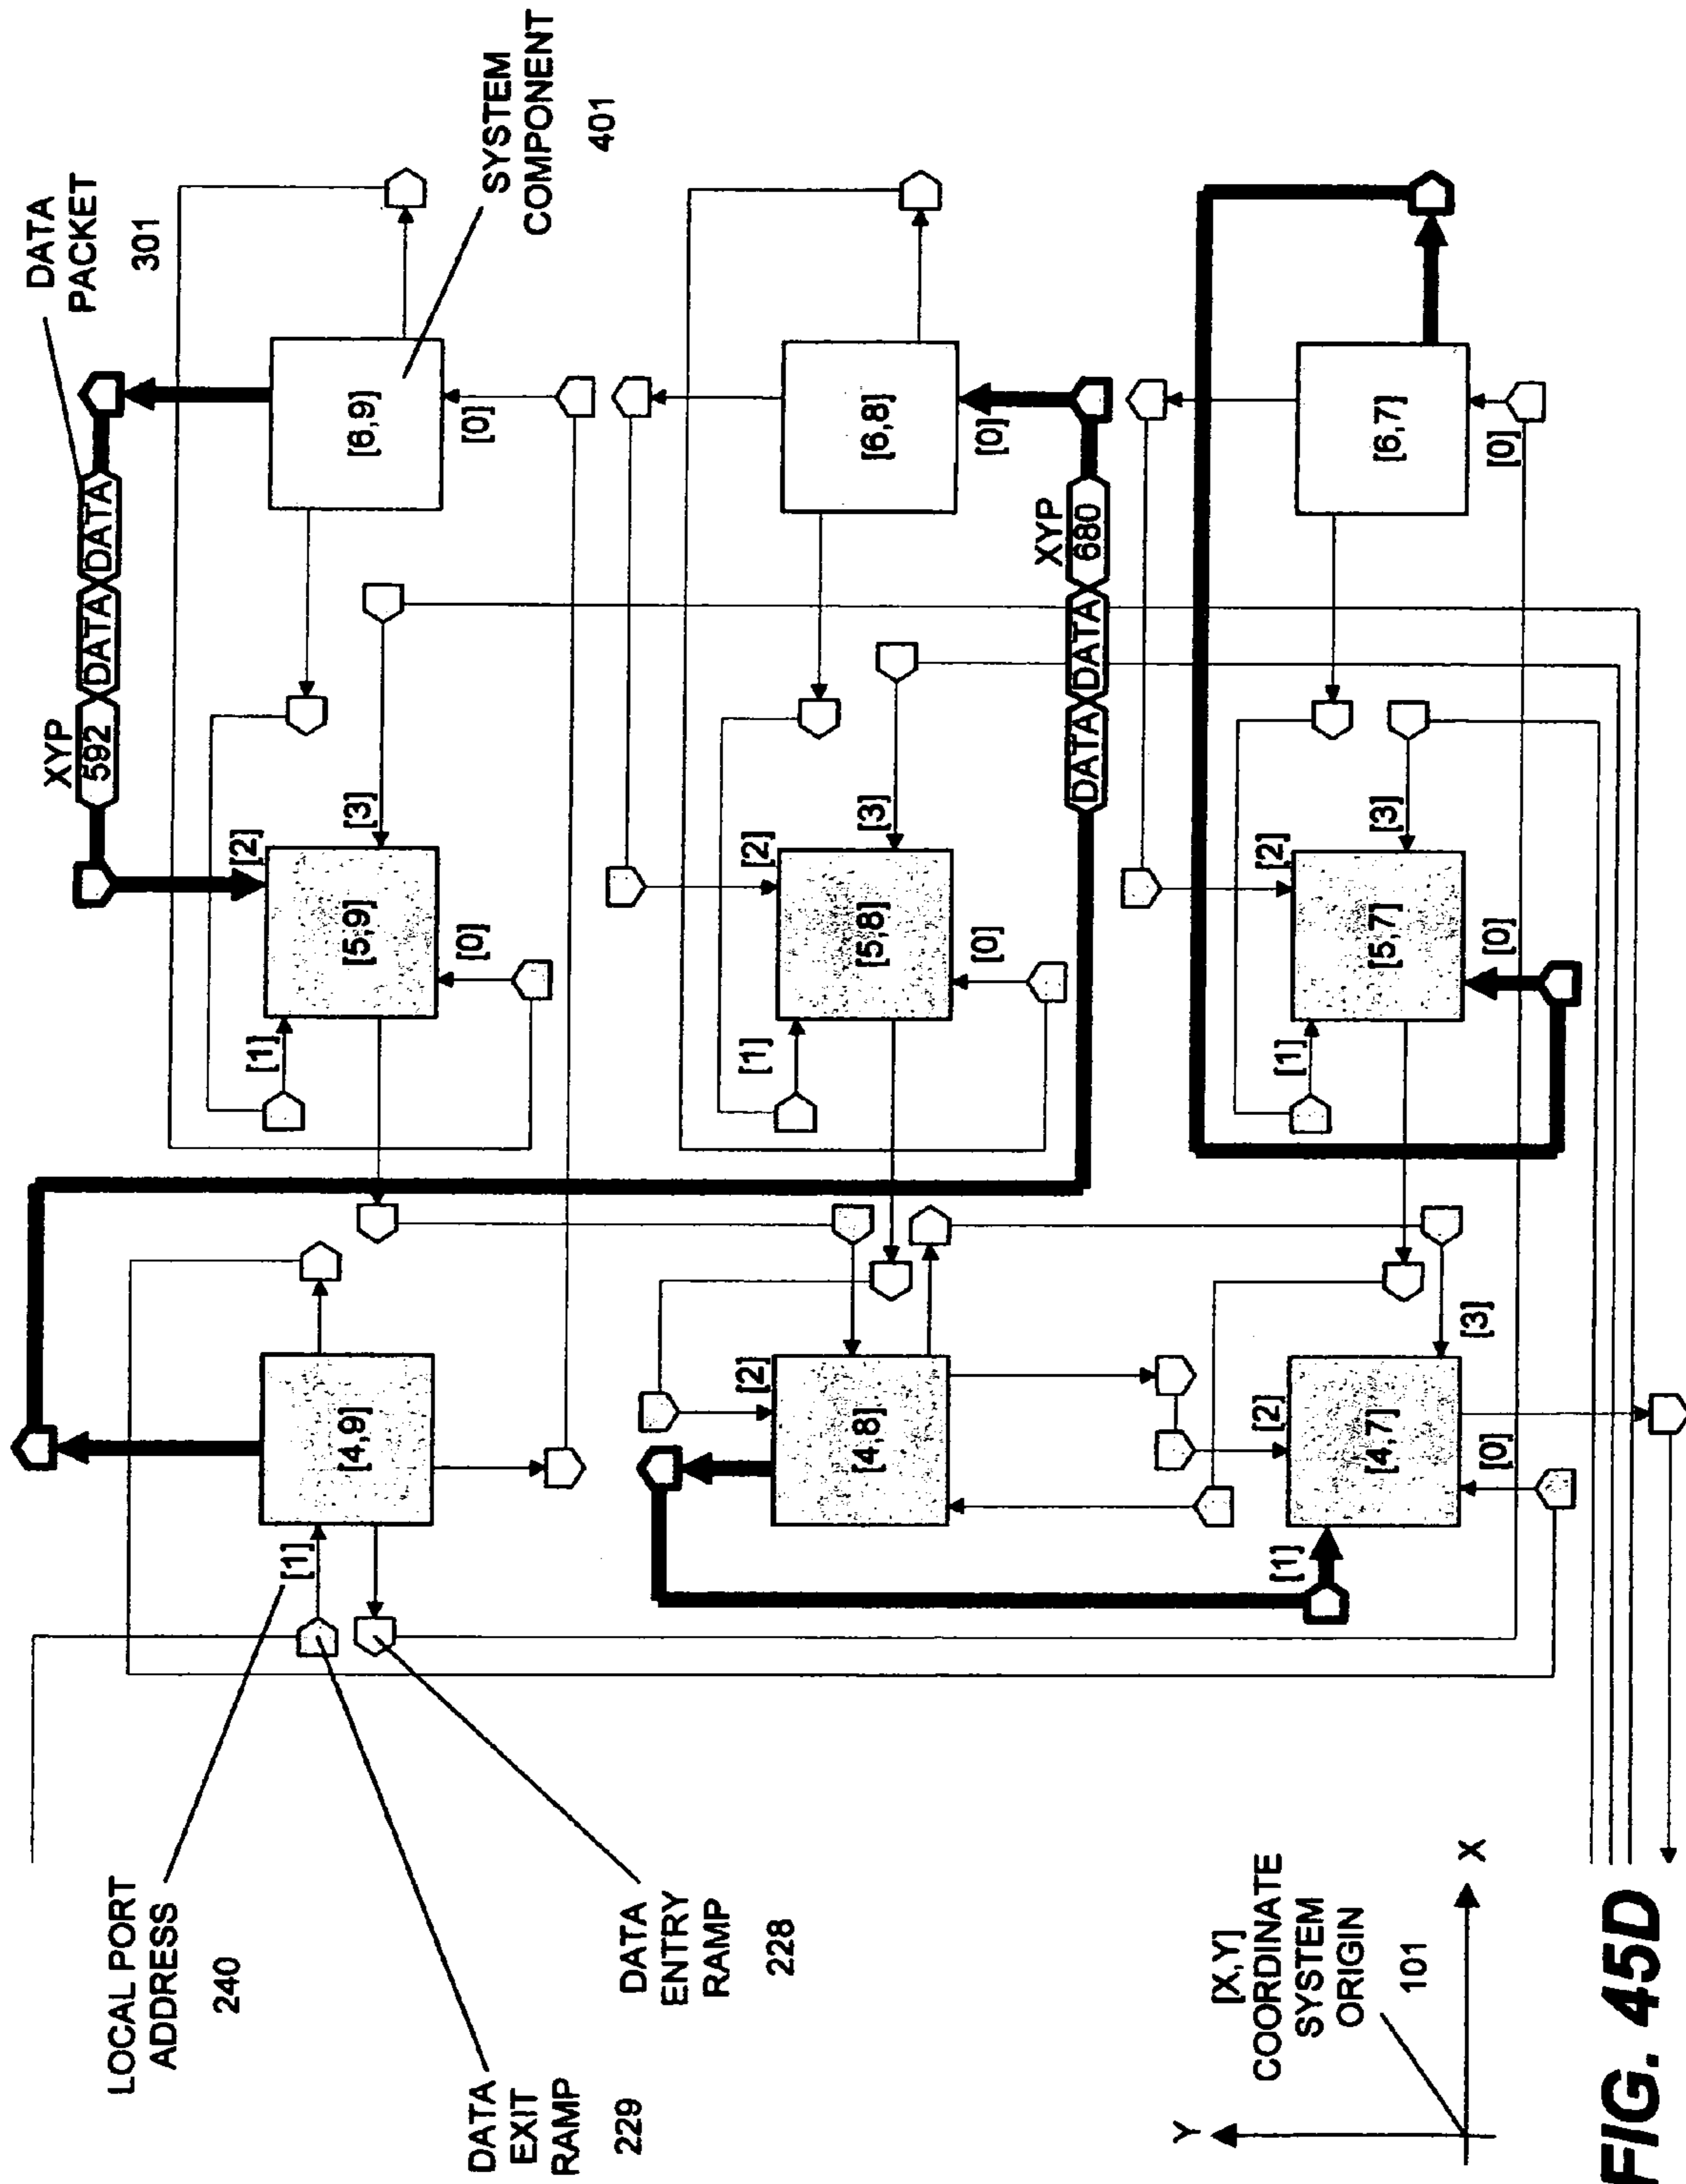 LOCAL PORT
ADDRESS
240
XYP
592 DATA DATA DATA
DATA
PACKET
301
[1]
[4,9]
[1]
[2]
[5,9]
[3]
[0]
[6,9]
[0]
SYSTEM
COMPONENT
401
DATA
EXIT
RAMP
229
DATA
ENTRY
RAMP
228
[2]
[4,8]
[1]
[2]
[5,8]
[3]
[0]
[6,8]
[0]
XYP
DATA DATA 680
[1]
[2]
[4,7]
[3]
[0]
[1]
[2]
[5,7]
[3]
[0]
[6,7]
[0]
Y
[X,Y]
COORDINATE
SYSTEM
ORIGIN
101
X
FIG. 45D